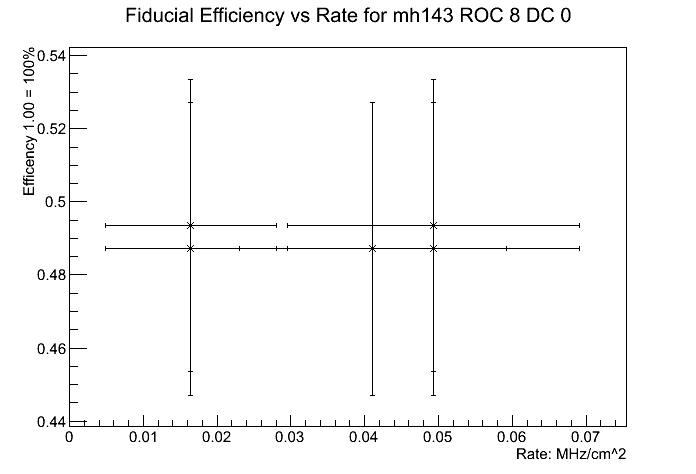 Fiducial Efficiency vs Rate for mh143 ROC 8 DC 0
Efficency 1.00 = 100%
0.54
0.52
0.5
0.48
0.46
0.44
0 0.01 0.02 0.03 0.04 0.05 0.06 0.07
Rate: MHz/cm^2